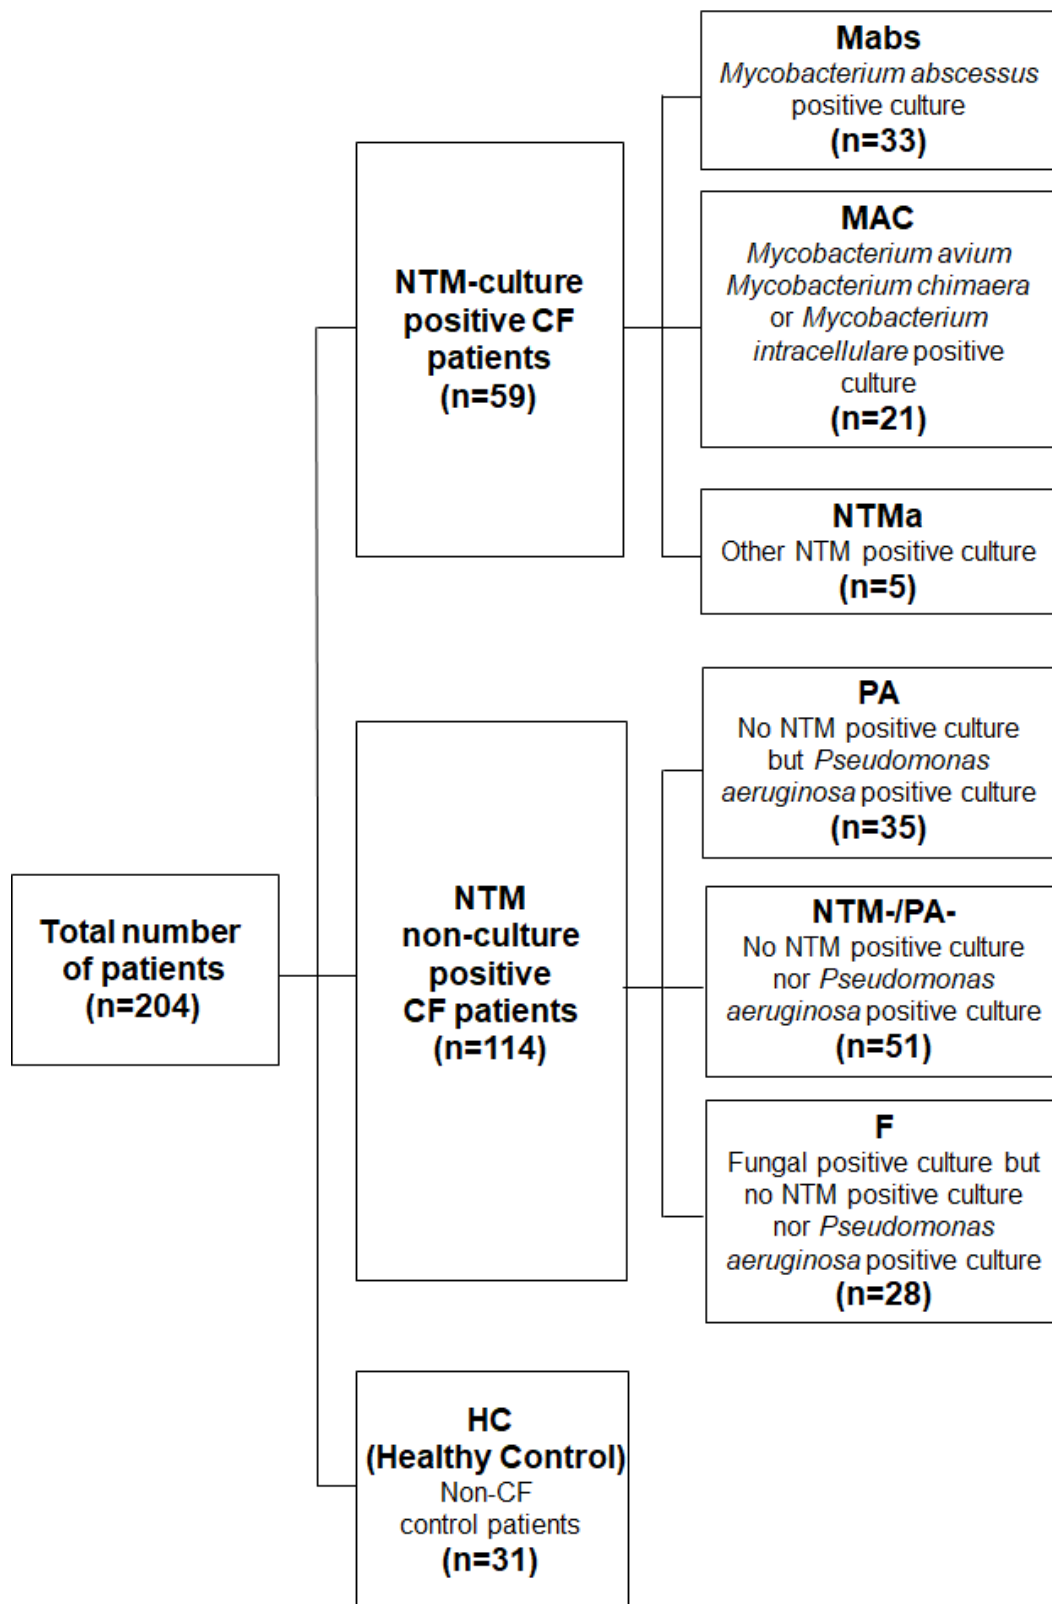 Total number
of patients
(n=204)
NTM-culture
positive CF
patients
(n=59)
Mabs
Mycobacterium abscessus
positive culture
(n=33)
MAC
Mycobacterium avium
Mycobacterium chimaera
or Mycobacterium
intracellulare positive
culture
(n=21)
NTMa
Other NTM positive culture
(n=5)
NTM
non-culture
positive
CF patients
(n=114)
PA
No NTM positive culture
but Pseudomonas
aeruginosa positive culture
(n=35)
NTM-/PA-
No NTM positive culture
nor Pseudomonas
aeruginosa positive culture
(n=51)
F
Fungal positive culture but
no NTM positive culture
nor Pseudomonas
aeruginosa positive culture
(n=28)
HC
(Healthy Control)
Non-CF
control patients
(n=31)